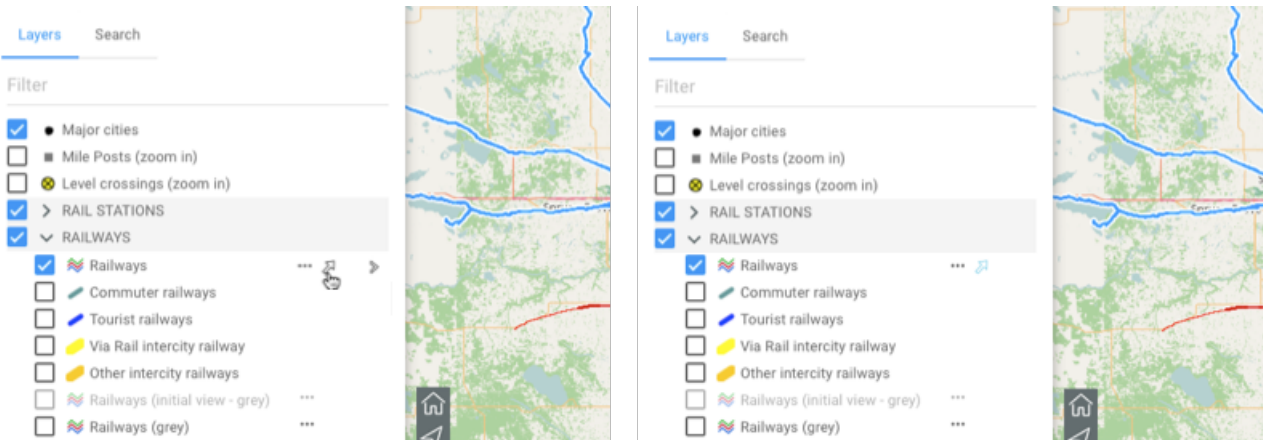 Layers Search
Filter
Major cities
Mile Posts (zoom in)
Level crossings (zoom in)
RAIL STATIONS
RAILWAYS
Railways
Commuter railways
Tourist railways
Via Rail intercity railway
Other intercity railways
Railways (initial view - grey)
Railways (grey)
Layers Search
Filter
Major cities
Mile Posts (zoom in)
Level crossings (zoom in)
RAIL STATIONS
RAILWAYS
Railways
Commuter railways
Tourist railways
Via Rail intercity railway
Other intercity railways
Railways (initial view - grey)
Railways (grey)